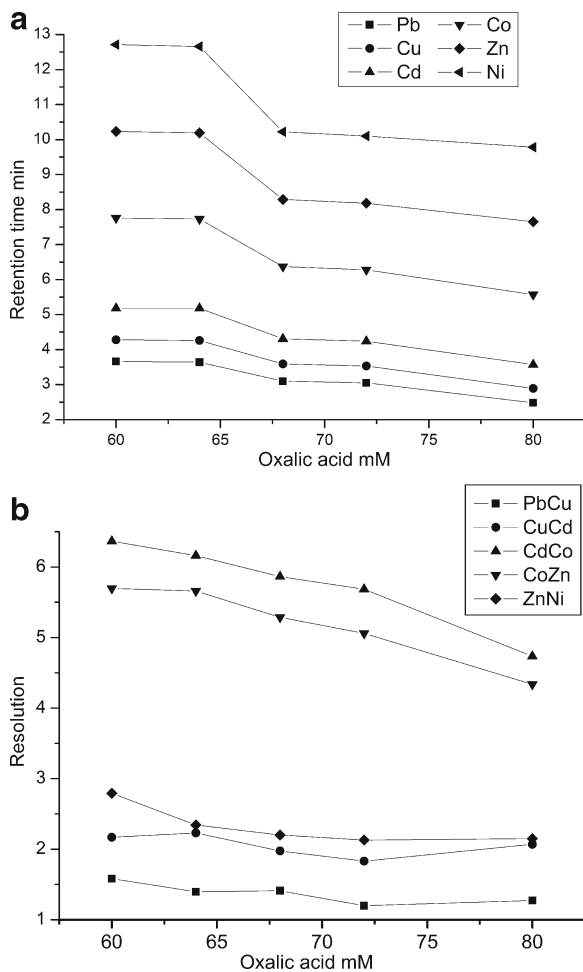 a
Pb Co
Cu Zn
Cd Ni
13
12
11
10
9
8
7
6
5
4
3
2
Retention time min
60 65 70 75 80
Oxalic acid mM
b
PbCu
CuCd
CdCo
CoZn
ZnNi
6
5
4
3
2
1
Resolution
60 65 70 75 80
Oxalic acid mM